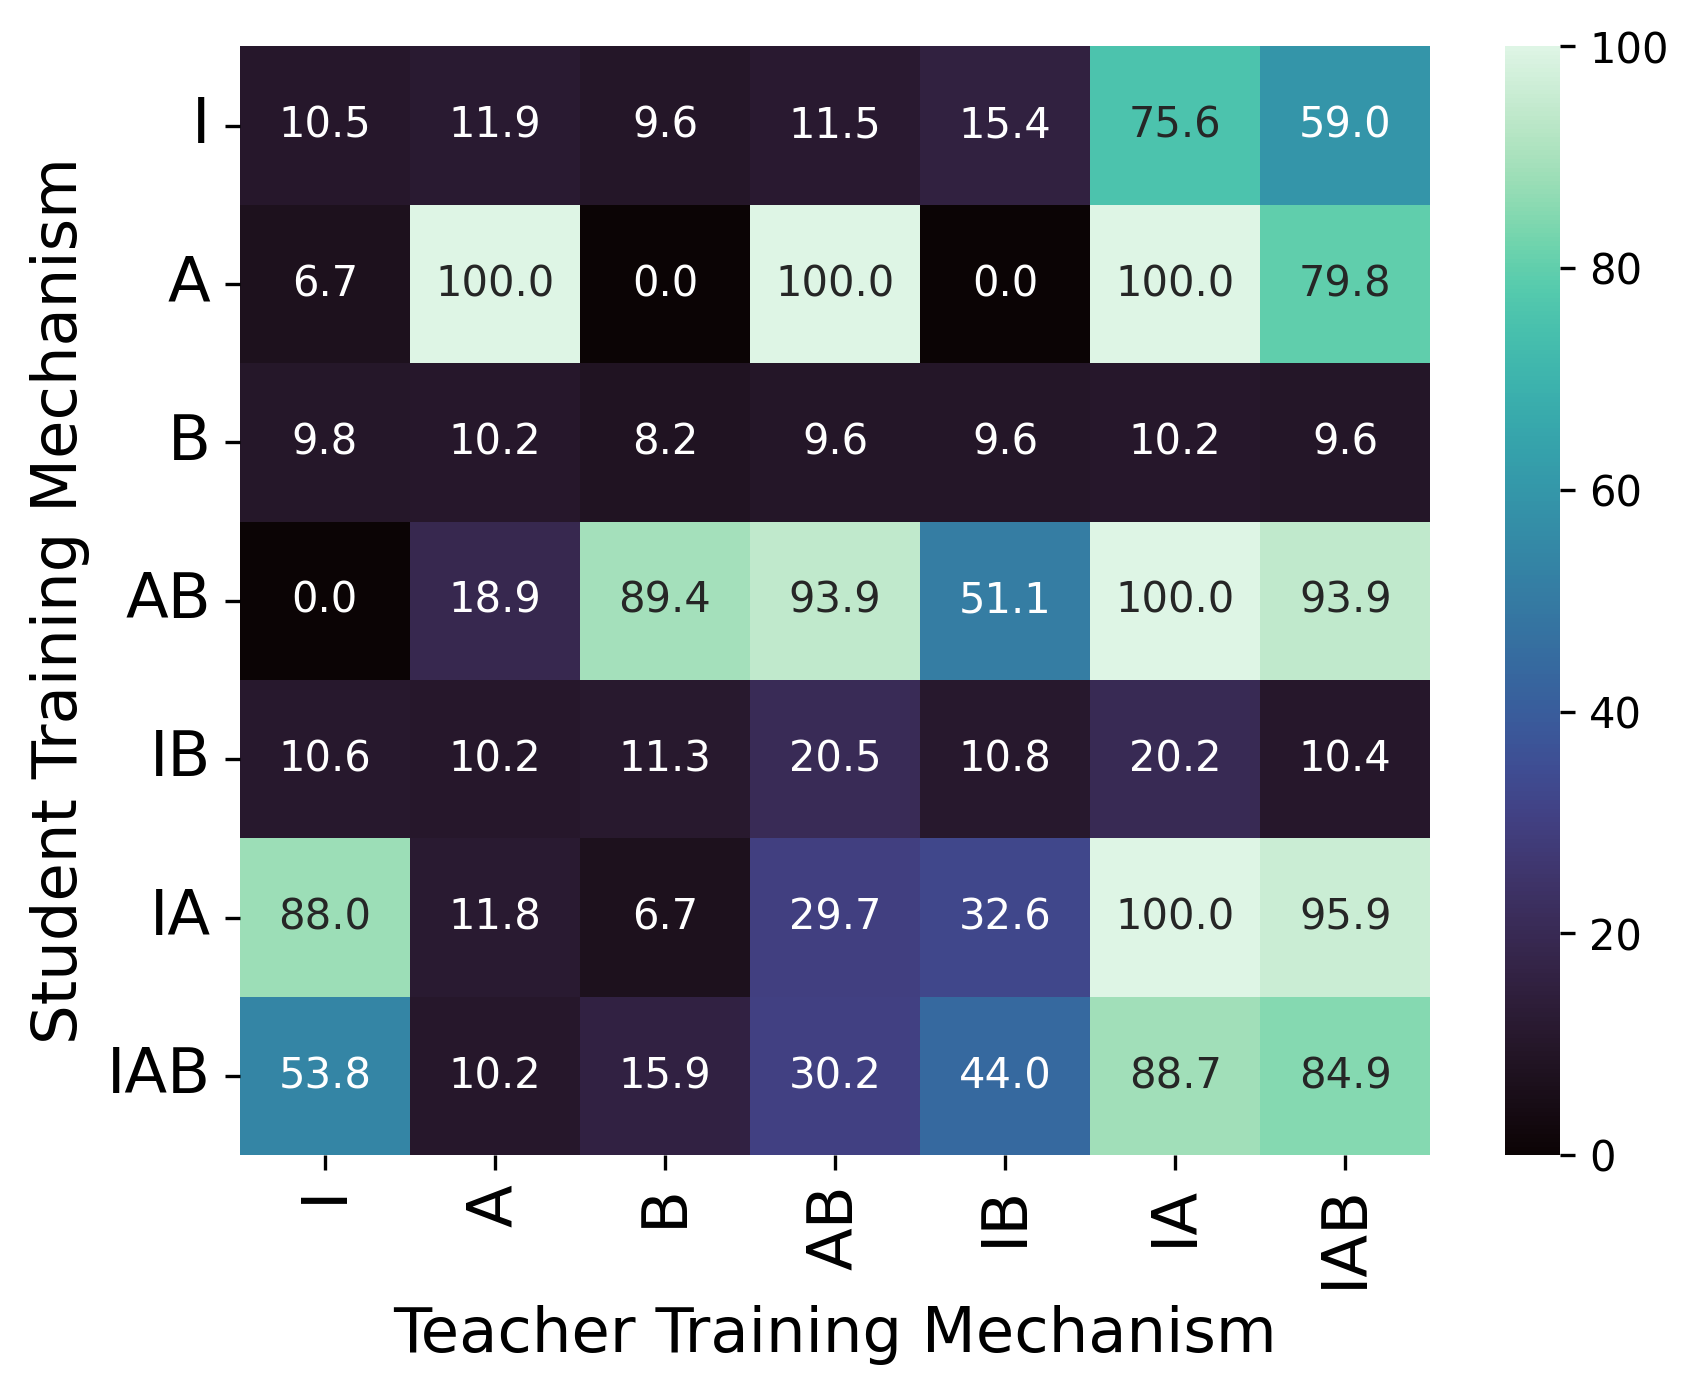 100
I 10.5 11.9 9.6 11.5 15.4 75.6 59.0
A 6.7 100.0 0.0 100.0 0.0 100.0 79.8
80
B 9.8 10.2 8.2 9.6 9.6 10.2 9.6
60
AB 0.0 18.9 89.4 93.9 51.1 100.0 93.9
40
IB 10.6 10.2 11.3 20.5 10.8 20.2 10.4
IA 88.0 11.8 6.7 29.7 32.6 100.0 95.9
20
IAB 53.8 10.2 15.9 30.2 44.0 88.7 84.9
0
I A B AB IB IA IAB
Student Training Mechanism
Teacher Training Mechanism